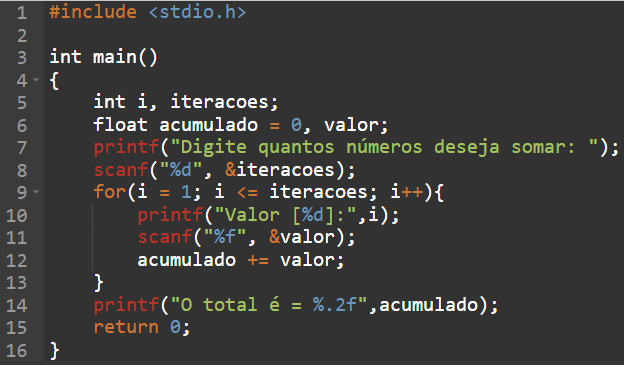 1 #include <stdio.h>
2
3 int main()
4 {
5     int i, iteracoes;
6     float acumulado = 0, valor;
7     printf("Digite quantos números deseja somar: ");
8     scanf("%d", &iteracoes);
9     for(i = 1; i <= iteracoes; i++){
10         printf("Valor [%d]:",i);
11         scanf("%f", &valor);
12         acumulado += valor;
13     }
14     printf("O total é = %.2f",acumulado);
15     return 0;
16 }